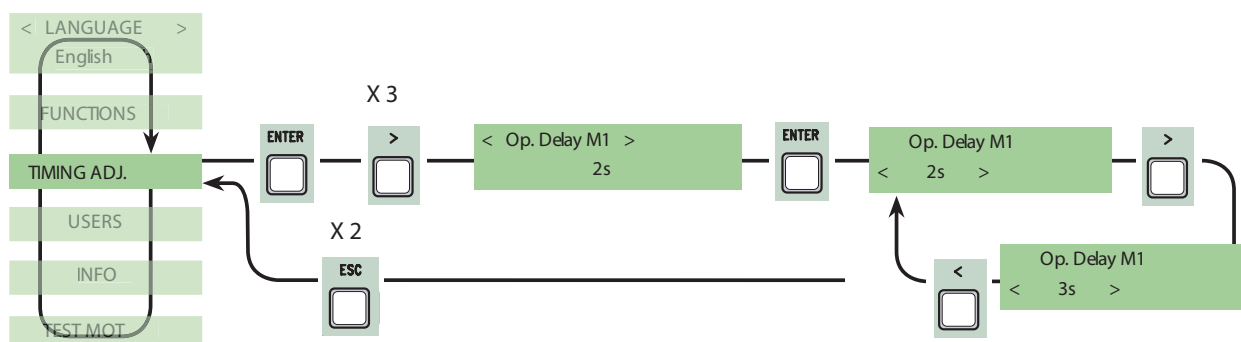 < LANGUAGE >
English
FUNCTIONS
TIMING ADJ.
USERS
INFO
TEST MOT
ENTER
X 3
>
< Op. Delay M1 >
2s
ENTER
Op. Delay M1
< 2s >
>
Op. Delay M1
< 3s >
<
X 2
ESC